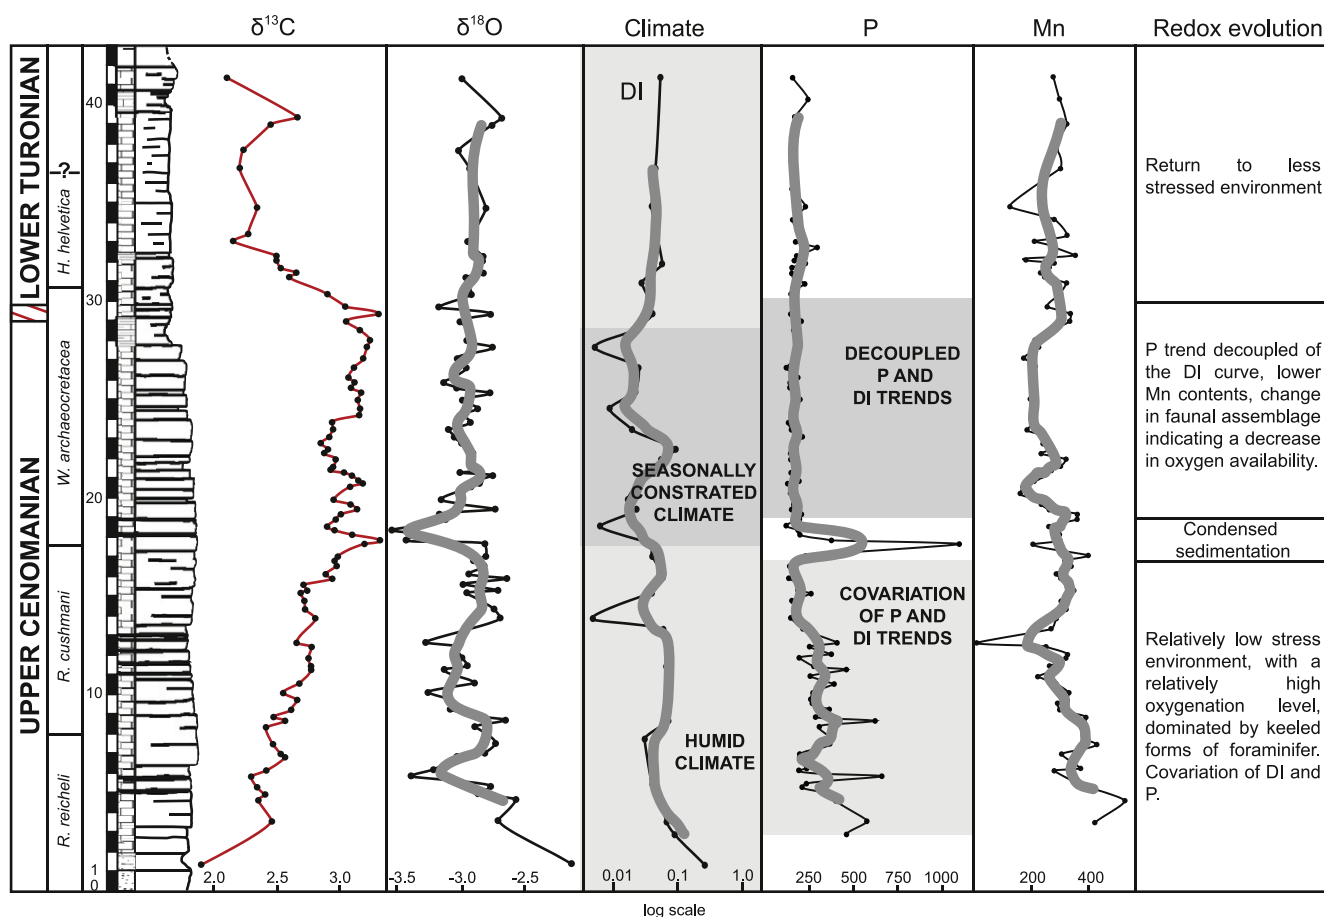 δ13C
δ18O
Climate
P
Mn
Redox evolution
LOWER TURONIAN
UPPER CENOMANIAN
?
H. helvetica
W. archaeocretacea
R. cushmani
R. reicheli
40
30
20
10
1
0
DI
SEASONALLY
CONSTRATED
CLIMATE
HUMID
CLIMATE
DECOUPLED
P AND
DI TRENDS
COVARIATION
OF P AND
DI TRENDS
Return to less
stressed environment
P trend decoupled of
the DI curve, lower
Mn contents, change
in faunal assemblage
indicating a decrease
in oxygen availability.
Condensed
sedimentation
Relatively low stress
environment, with a
relatively high
oxygenation level,
dominated by keeled
forms of foraminifer.
Covariation of DI and
P.
2.0 2.5 3.0
-3.5 -3.0 -2.5
0.01 0.1 1.0
250 500 750 1000
200 400
log scale